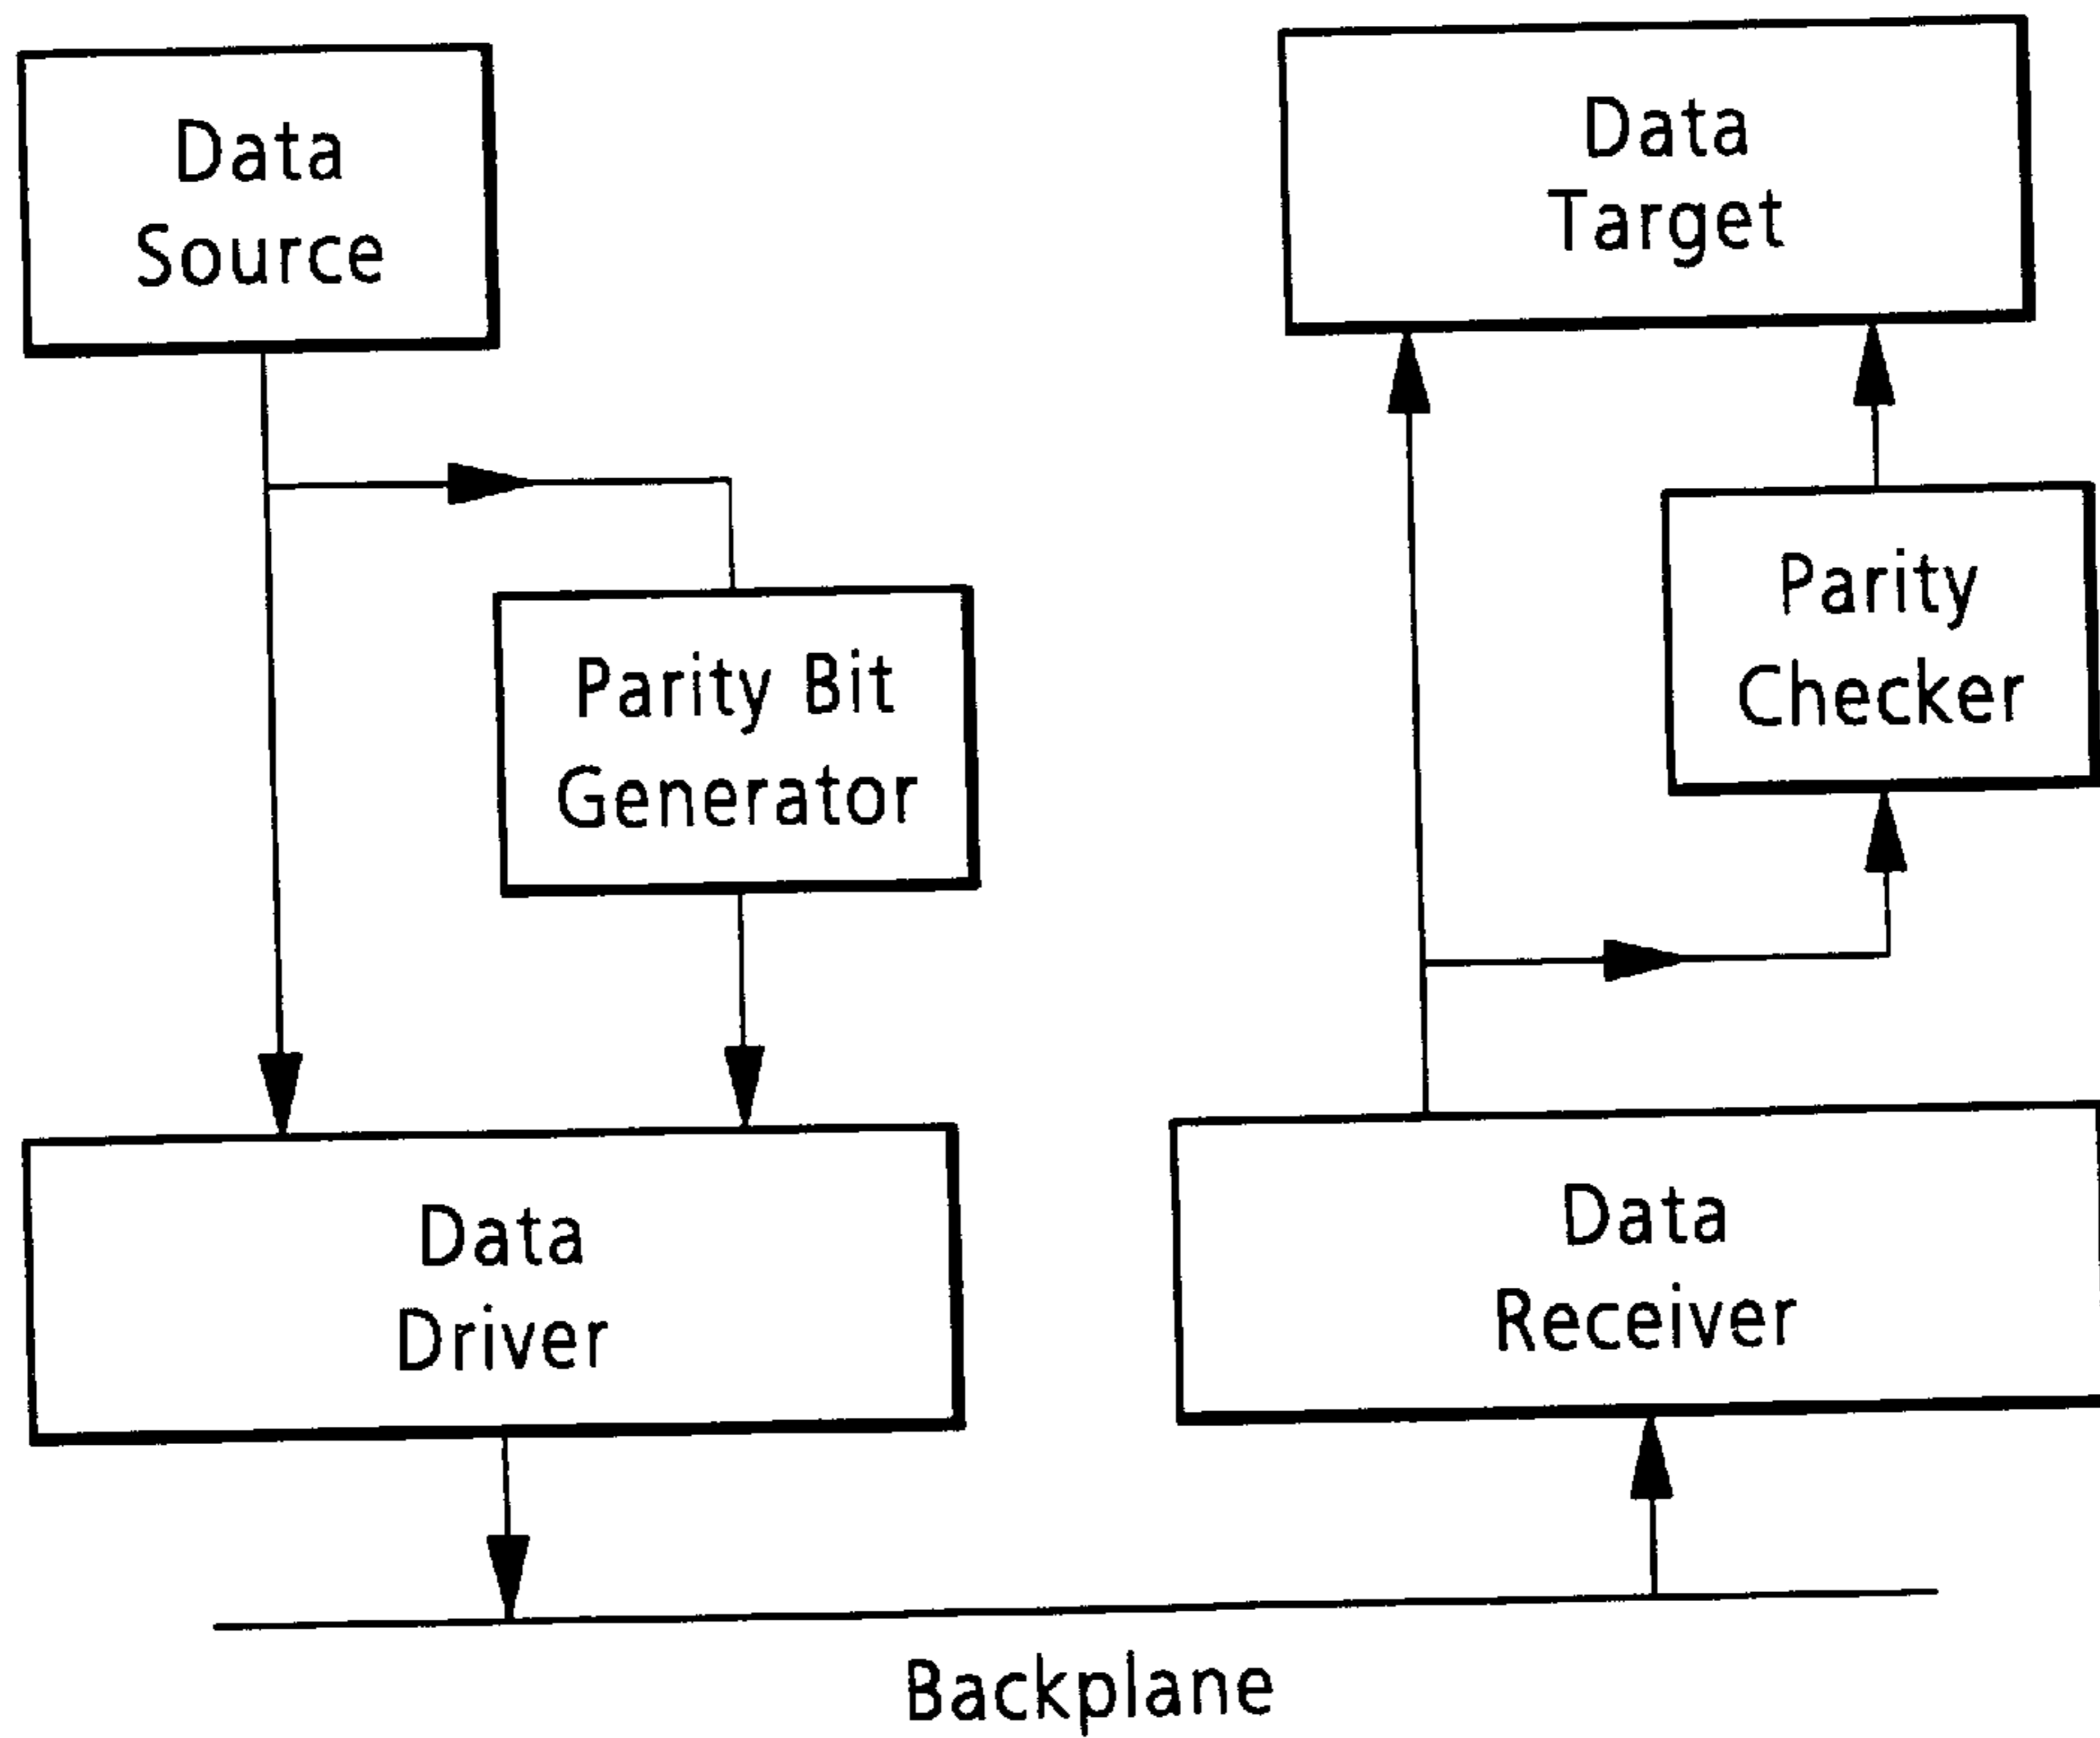 Data
Source
Data
Target
Parity Bit
Generator
Parity
Checker
Data
Driver
Data
Receiver
Backplane